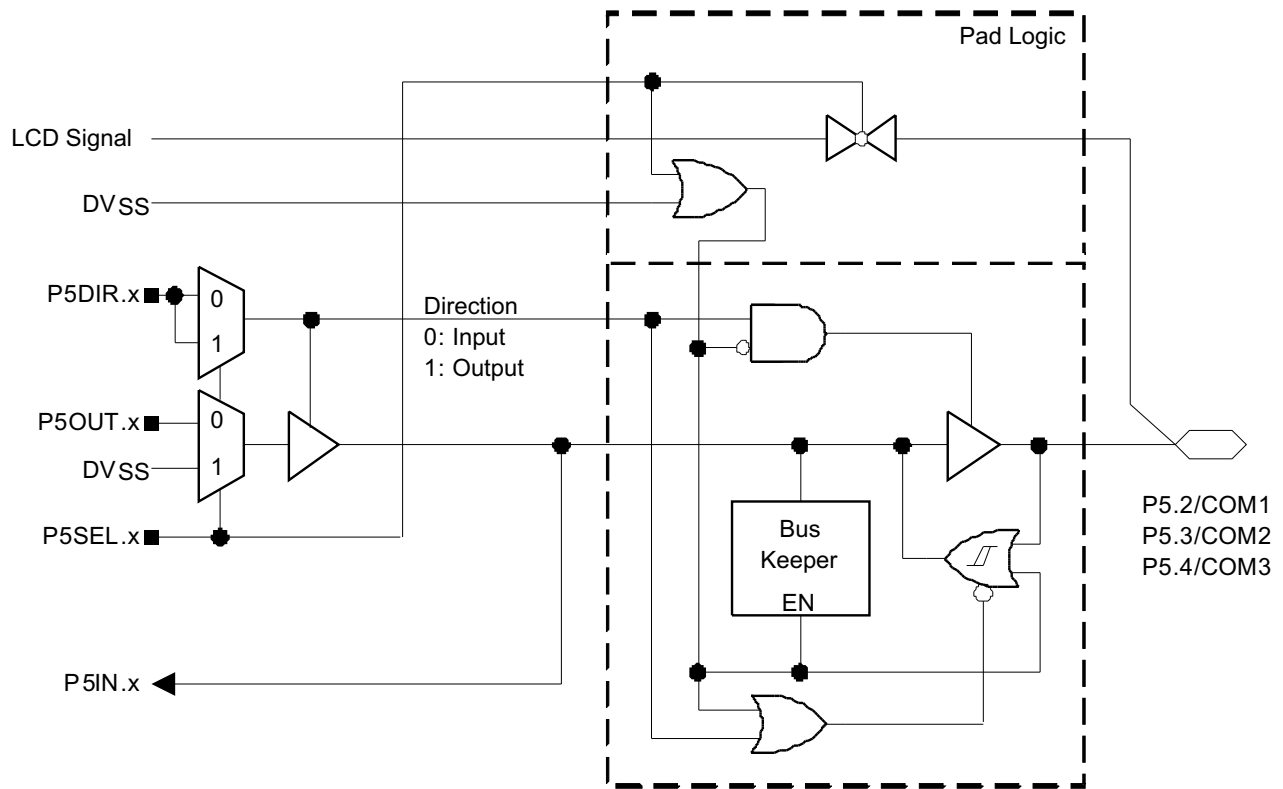 Pad Logic
LCD Signal
DVSS
P5DIR.x
0
1
Direction
0: Input
1: Output
P5OUT.x
0
DVSS
1
P5SEL.x
Bus
Keeper
EN
P5.2/COM1
P5.3/COM2
P5.4/COM3
P5IN.x